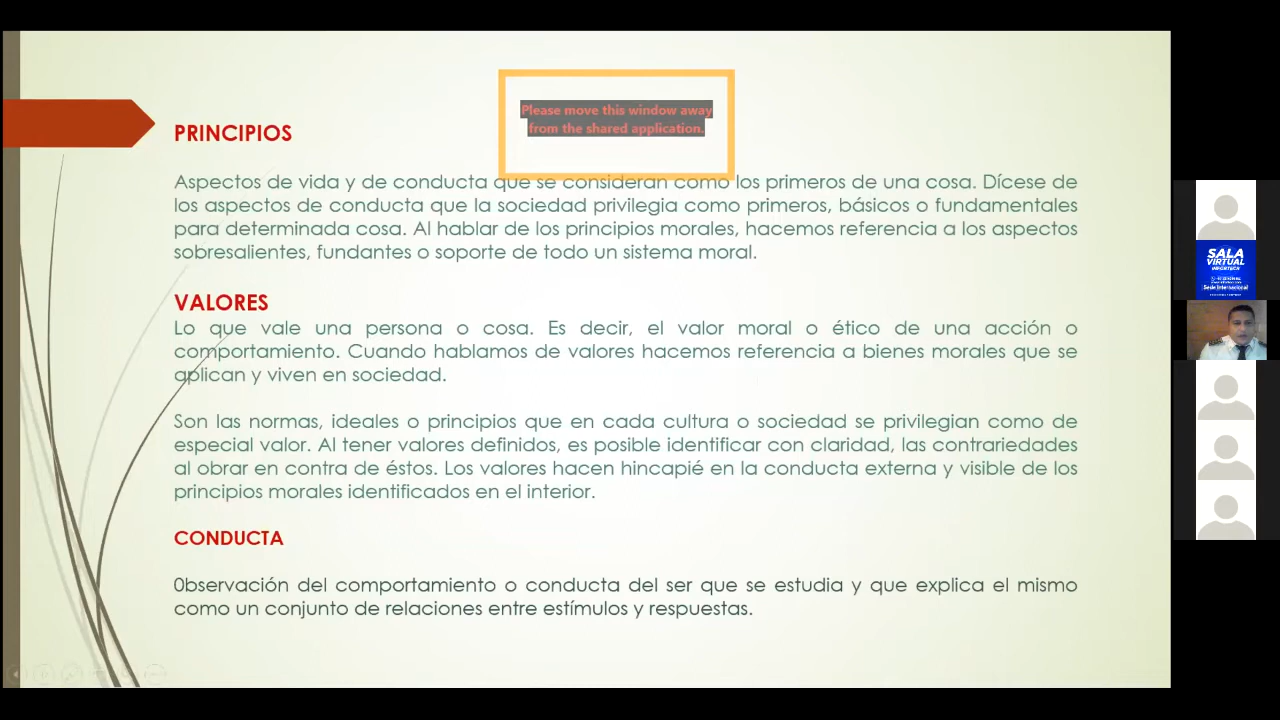 Please move this window away
from the shared application.
PRINCIPIOS
Aspectos de vida y de conducta que se consideran como los primeros de una cosa. Dícese de
los aspectos de conducta que la sociedad privilegia como primeros, básicos o fundamentales
para determinada cosa. Al hablar de los principios morales, hacemos referencia a los aspectos
sobresalientes, fundantes o soporte de todo un sistema moral.
VALORES
Lo que vale una persona o cosa. Es decir, el valor moral o ético de una acción o
comportamiento. Cuando hablamos de valores hacemos referencia a bienes morales que se
aplican y viven en sociedad.
Son las normas, ideales o principios que en cada cultura o sociedad se privilegian como de
especial valor. Al tener valores definidos, es posible identificar con claridad, las contrariedades
al obrar en contra de éstos. Los valores hacen hincapié en la conducta externa y visible de los
principios morales identificados en el interior.
CONDUCTA
0bservación del comportamiento o conducta del ser que se estudia y que explica el mismo
como un conjunto de relaciones entre estímulos y respuestas.
SALA
VIRTUAL
Sede Internacional